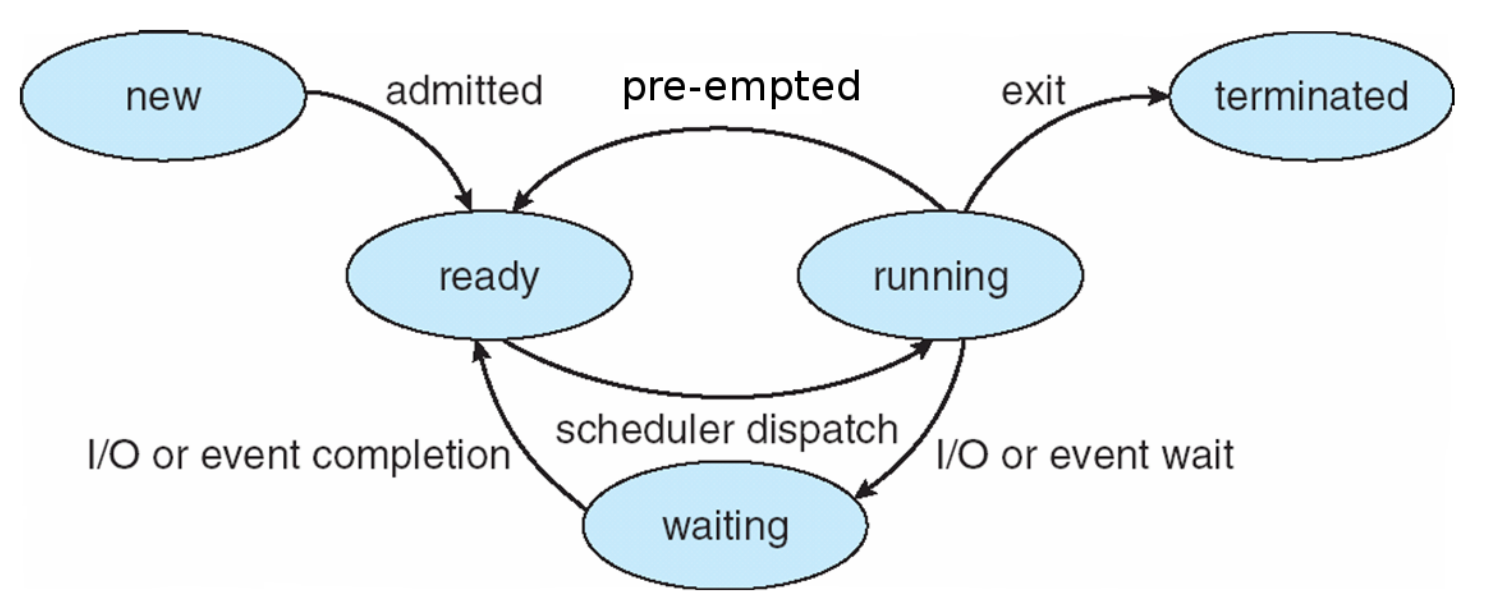 new
admitted
pre-empted
exit
terminated
ready
running
scheduler dispatch
I/O or event completion
I/O or event wait
waiting